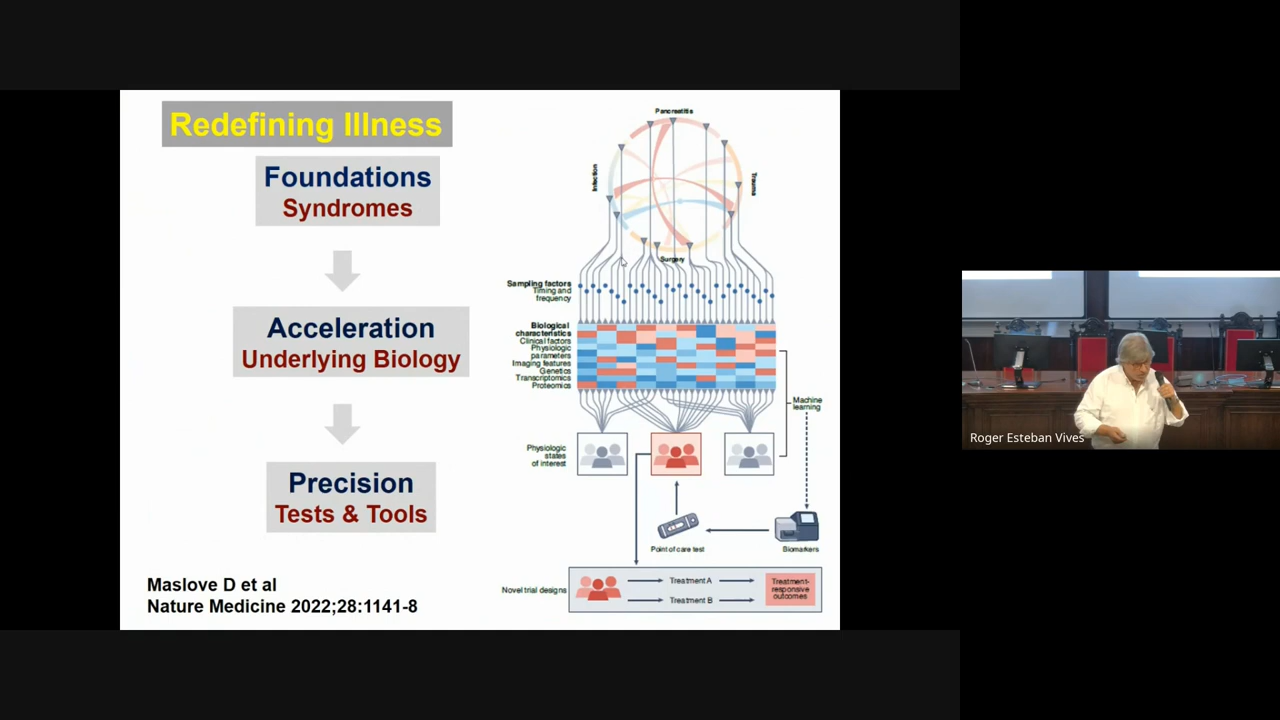 Redefining Illness
Foundations
Syndromes
Acceleration
Underlying Biology
Precision
Tests & Tools
Maslove D et al
Nature Medicine 2022;28:1141-8
Pancreatitis
Infection
Trauma
Surgery
Sampling factors
Timing and
frequency
Biological
characteristics
Clinical factors
Physiologic
parameters
Imaging features
Genetics
Transcriptomics
Proteomics
Machine
learning
Physiologic
states
of interest
Point of care test
Biomarkers
Novel trial designs
Treatment A
Treatment B
Treatment-
responsive
outcomes
Roger Esteban Vives